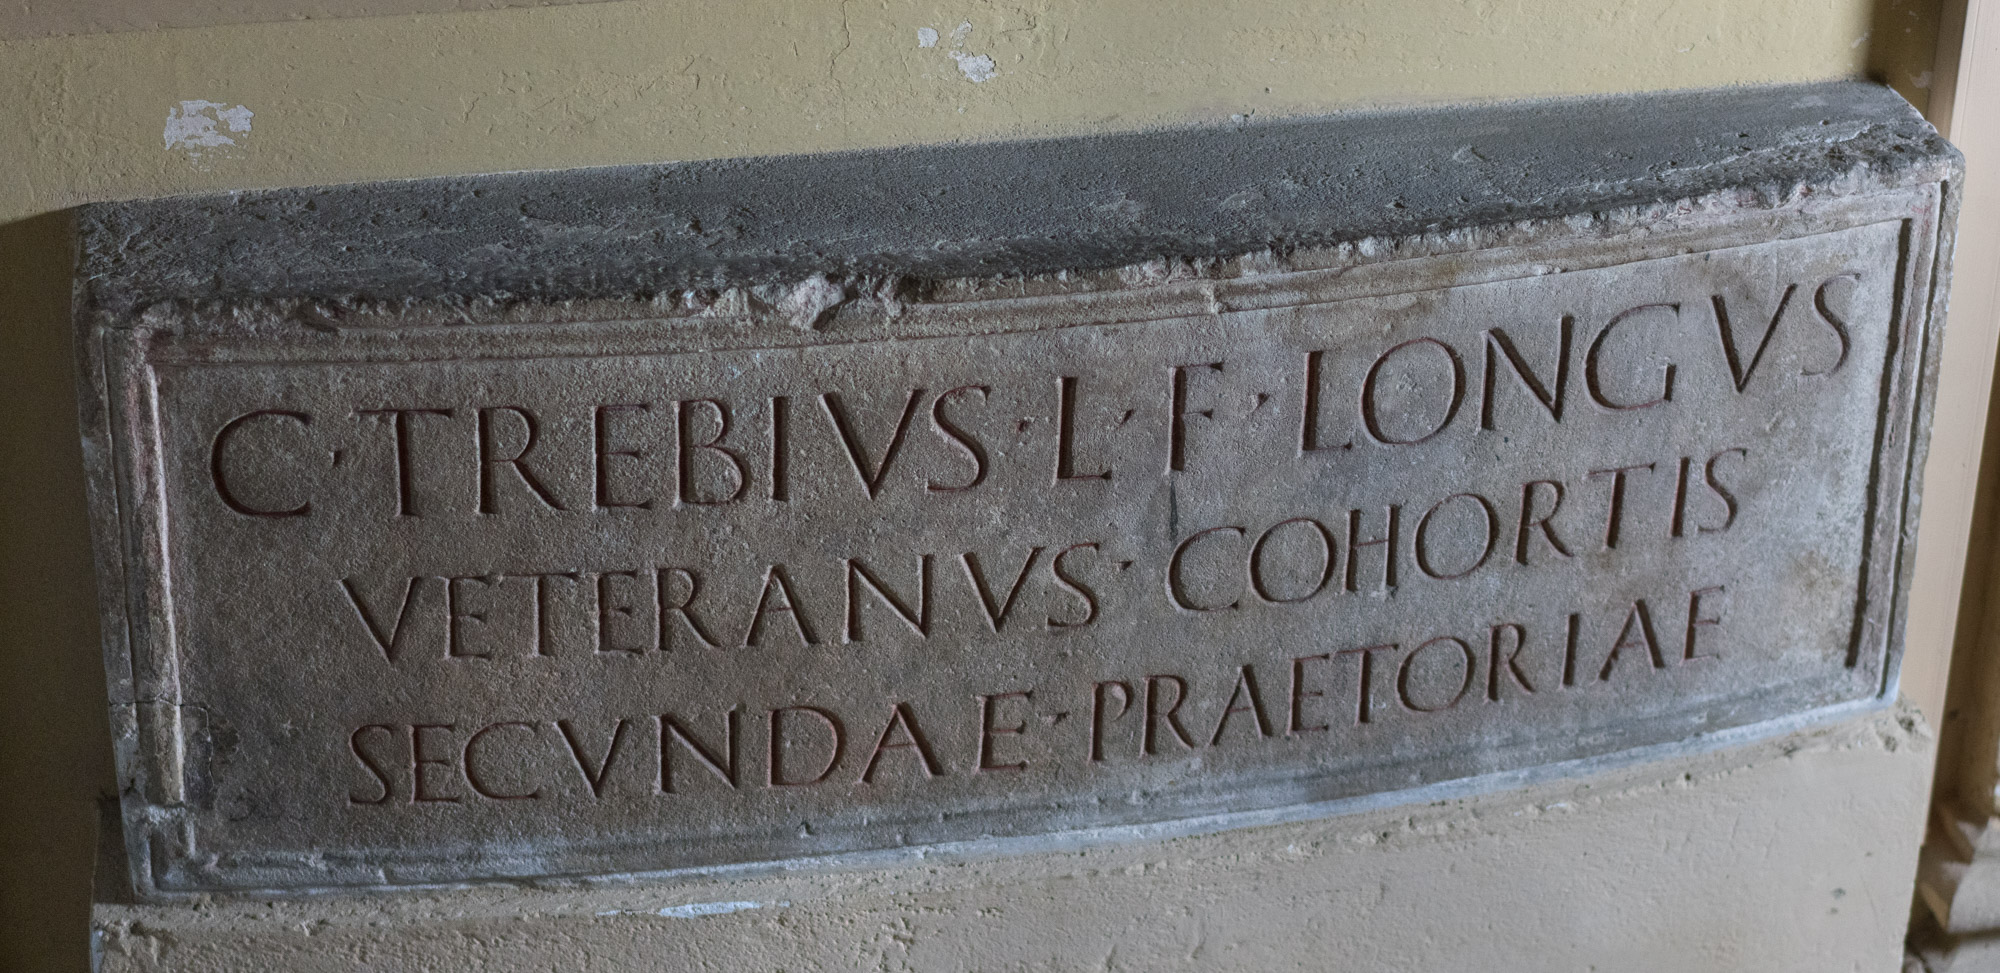 C · TREBIVS · L · F · LONGVS
VETERANVS · COHORTIS
SECVNDAE · PRAETORIAE